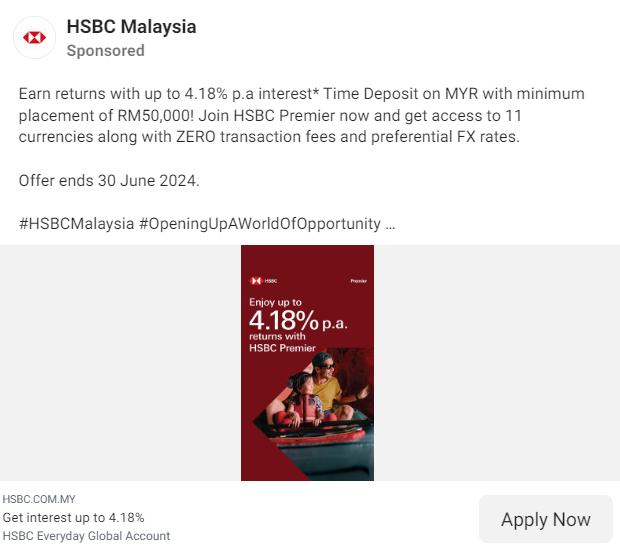 HSBC Malaysia
Sponsored
Earn returns with up to 4.18% p.a interest* Time Deposit on MYR with minimum
placement of RM50,000! Join HSBC Premier now and get access to 11
currencies along with ZERO transaction fees and preferential FX rates.
Offer ends 30 June 2024.
#HSBCMalaysia #OpeningUpAWorldOfOpportunity ...
HSBC
Premier
Enjoy up to
4.18% p.a.
returns with
HSBC Premier
HSBC.COM.MY
Get interest up to 4.18%
HSBC Everyday Global Account
Apply Now